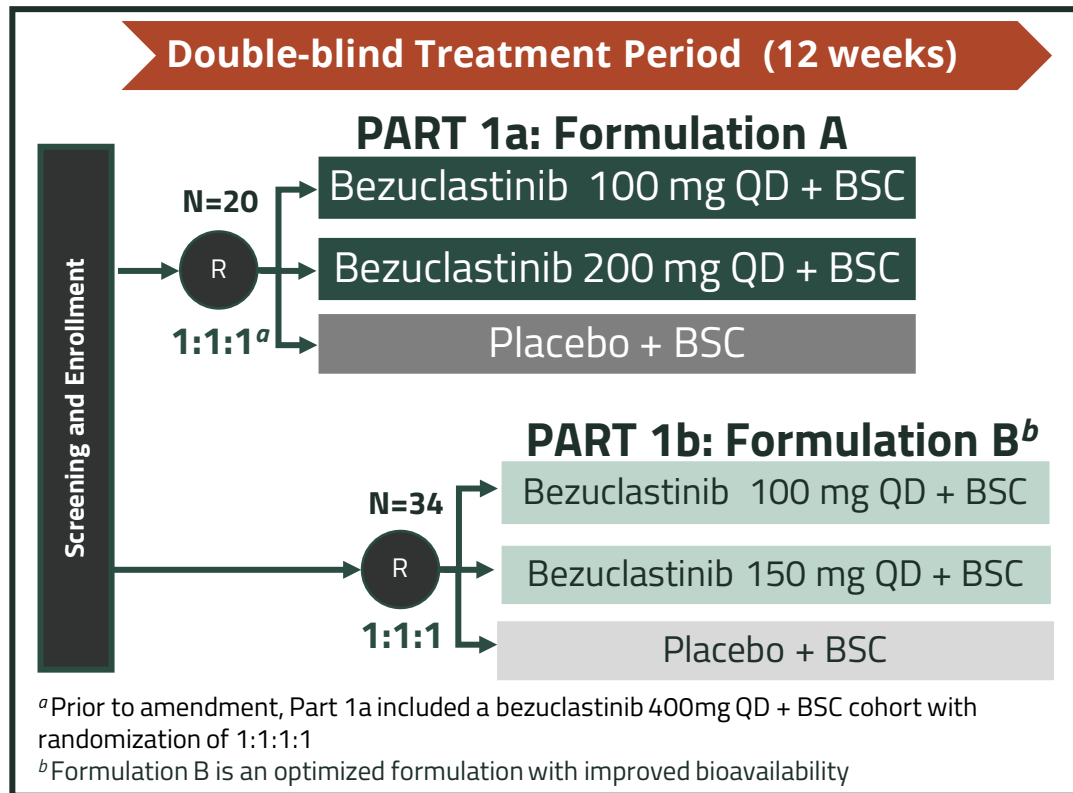 Double-blind Treatment Period (12 weeks)
Screening and Enrollment
PART 1a: Formulation A
N=20
R
1:1:1ᵃ
Bezuclastinib 100 mg QD + BSC
Bezuclastinib 200 mg QD + BSC
Placebo + BSC
PART 1b: Formulation Bᵇ
N=34
R
1:1:1
Bezuclastinib 100 mg QD + BSC
Bezuclastinib 150 mg QD + BSC
Placebo + BSC
ᵃPrior to amendment, Part 1a included a bezuclastinib 400mg QD + BSC cohort with
randomization of 1:1:1:1
ᵇFormulation B is an optimized formulation with improved bioavailability